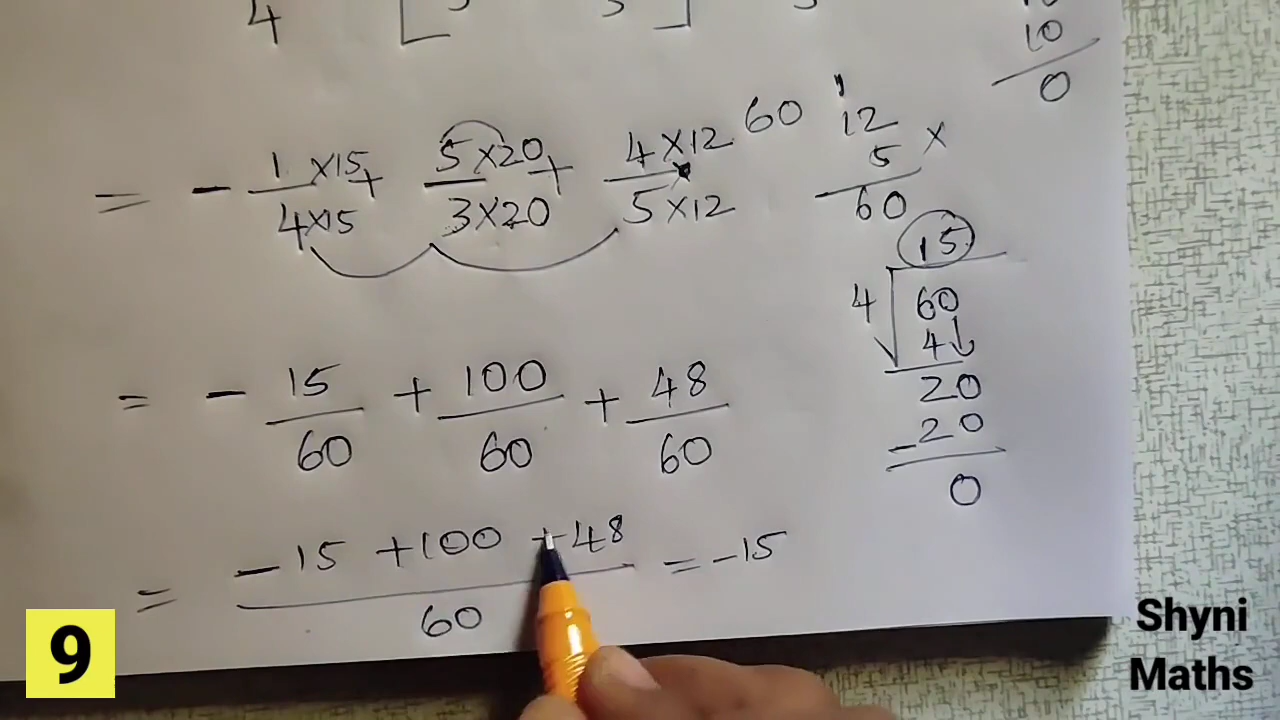 4 [ ]
10
0
= - 1 ×15 + 5×20 + 4×12 60
4×15 3×20 5×12
1
12
5 ×
60
15
4 60
4↓
20
-20
0
= - 15/60 + 100/60 + 48/60
= -15 +100 +48 = -15
60
9
Shyni
Maths